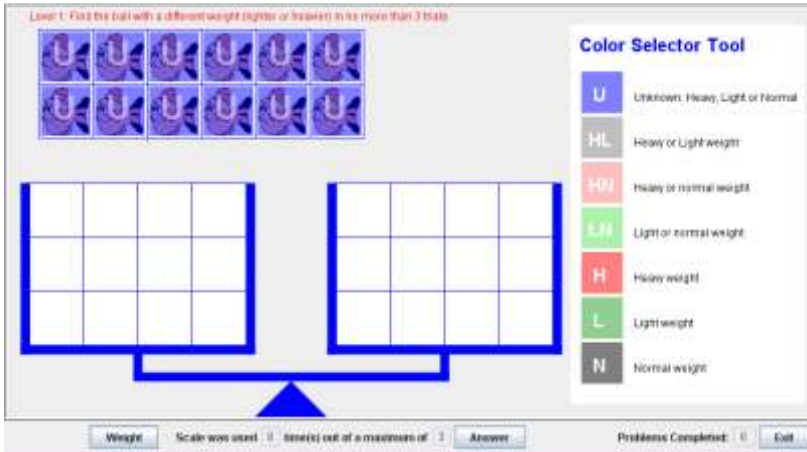 Level 1: Find the ball with a different weight (lighter or heavier) in no more than 3 trials
U U U U U U
U U U U U U
Color Selector Tool
U Unknown: Heavy, Light or Normal
HL Heavy or Light weight
HN Heavy or normal weight
LN Light or normal weight
H Heavy weight
L Light weight
N Normal weight
Weight Scale was used 0 time(s) out of a maximum of 3 Answer Problems Completed: 0 Exit